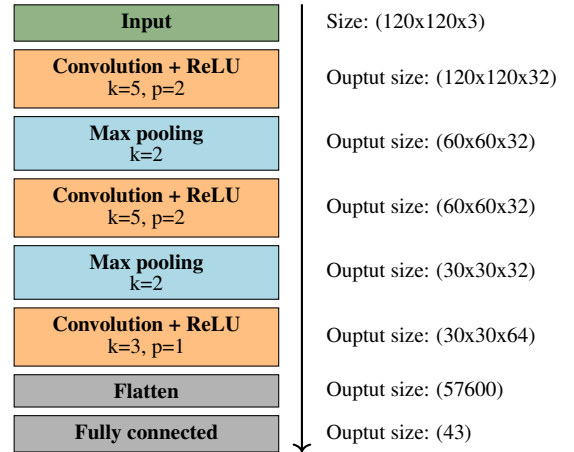 Input
Size: (120x120x3)
Convolution + ReLU
k=5, p=2
Ouptut size: (120x120x32)
Max pooling
k=2
Ouptut size: (60x60x32)
Convolution + ReLU
k=5, p=2
Ouptut size: (60x60x32)
Max pooling
k=2
Ouptut size: (30x30x32)
Convolution + ReLU
k=3, p=1
Ouptut size: (30x30x64)
Flatten
Ouptut size: (57600)
Fully connected
Ouptut size: (43)